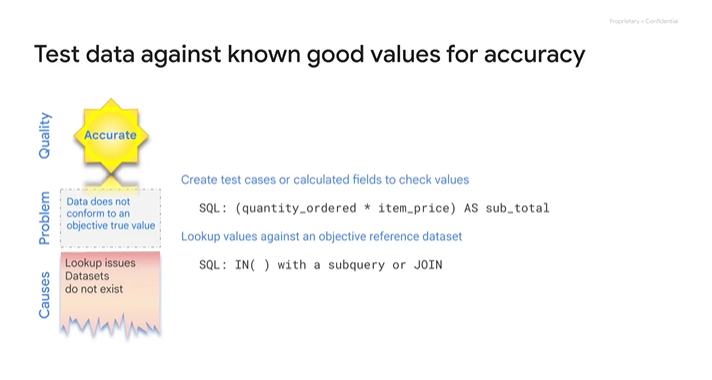 Proprietary + Confidential
Test data against known good values for accuracy
Quality
Accurate
Problem
Data does not
conform to an
objective true value
Causes
Lookup issues
Datasets
do not exist
Create test cases or calculated fields to check values
SQL: (quantity_ordered * item_price) AS sub_total
Lookup values against an objective reference dataset
SQL: IN( ) with a subquery or JOIN